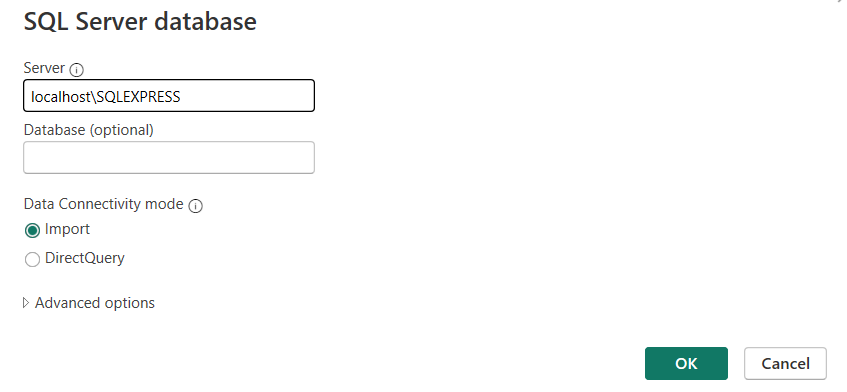 SQL Server database
Server
localhost\SQLEXPRESS
Database (optional)
Data Connectivity mode
Import
DirectQuery
Advanced options
OK Cancel